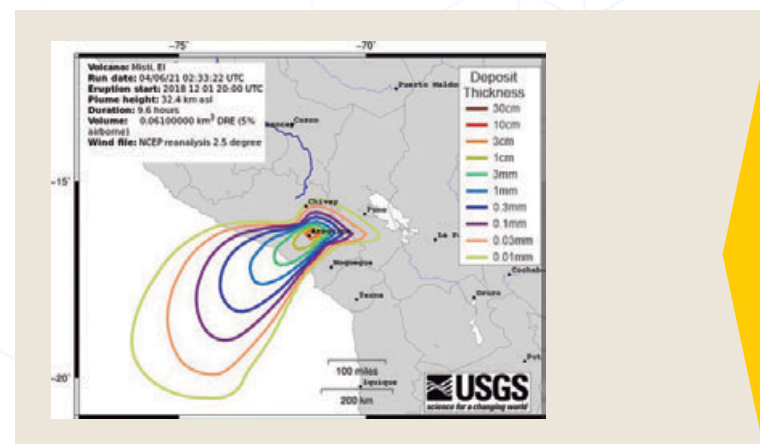 -75°
-70°
Volcano: Misti, El
Run date: 04/06/21 02:33:22 UTC
Eruption start: 2018 12 01 20:00 UTC
Plume height: 32.4 km asl
Duration: 9.6 hours
Volume: 0.06100000 km³ DRE (5%
airborne)
Wind file: NCEP reanalysis 2.5 degree
Deposit
Thickness
30cm
10cm
3cm
1cm
3mm
1mm
0.3mm
0.1mm
0.03mm
0.01mm
Puerto Maldo
Cusco
-15°
Chivay
Puno
La P
Moquegua
Cochab
Tacna
Oruro
Pot
100 miles
-20°
Iquique
200 km
USGS
science for a changing world